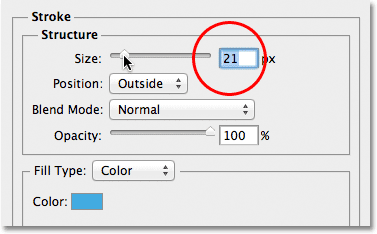 Stroke
Structure
Size: 21 px
Position: Outside
Blend Mode: Normal
Opacity: 100 %
Fill Type: Color
Color: